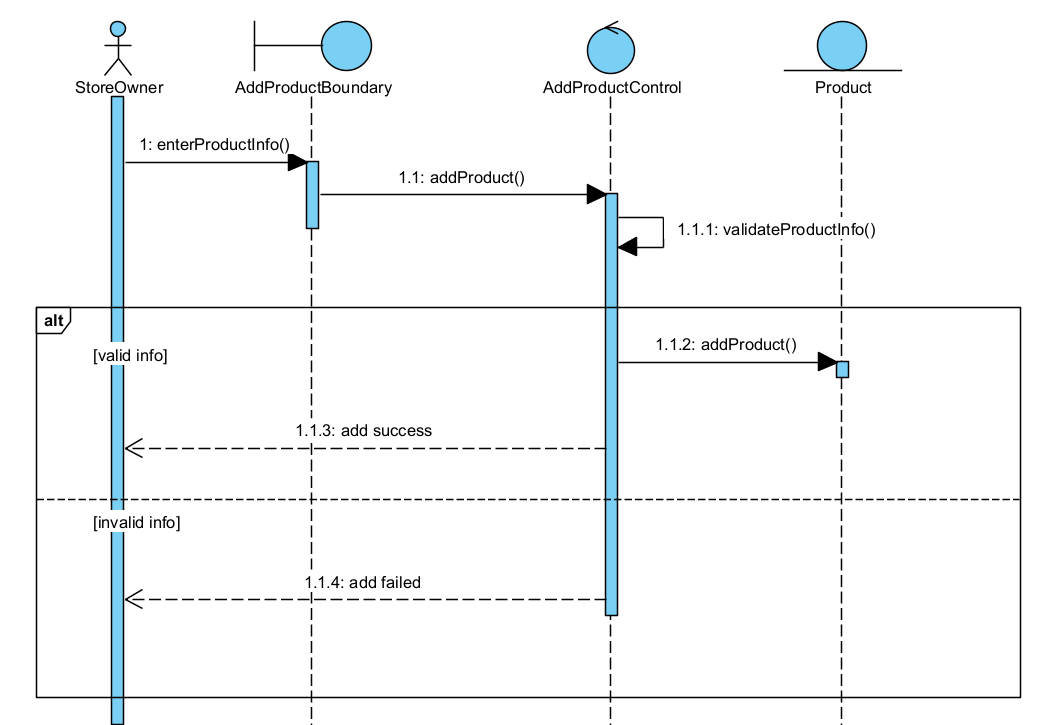 StoreOwner
AddProductBoundary
AddProductControl
Product
1: enterProductInfo()
1.1: addProduct()
1.1.1: validateProductInfo()
alt
[valid info]
1.1.2: addProduct()
1.1.3: add success
[invalid info]
1.1.4: add failed